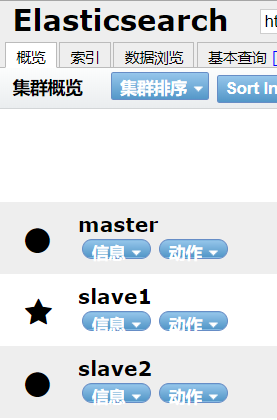 Elasticsearch
概览 索引 数据浏览 基本查询
集群概览 集群排序 Sort In
master
信息 动作
slave1
信息 动作
slave2
信息 动作